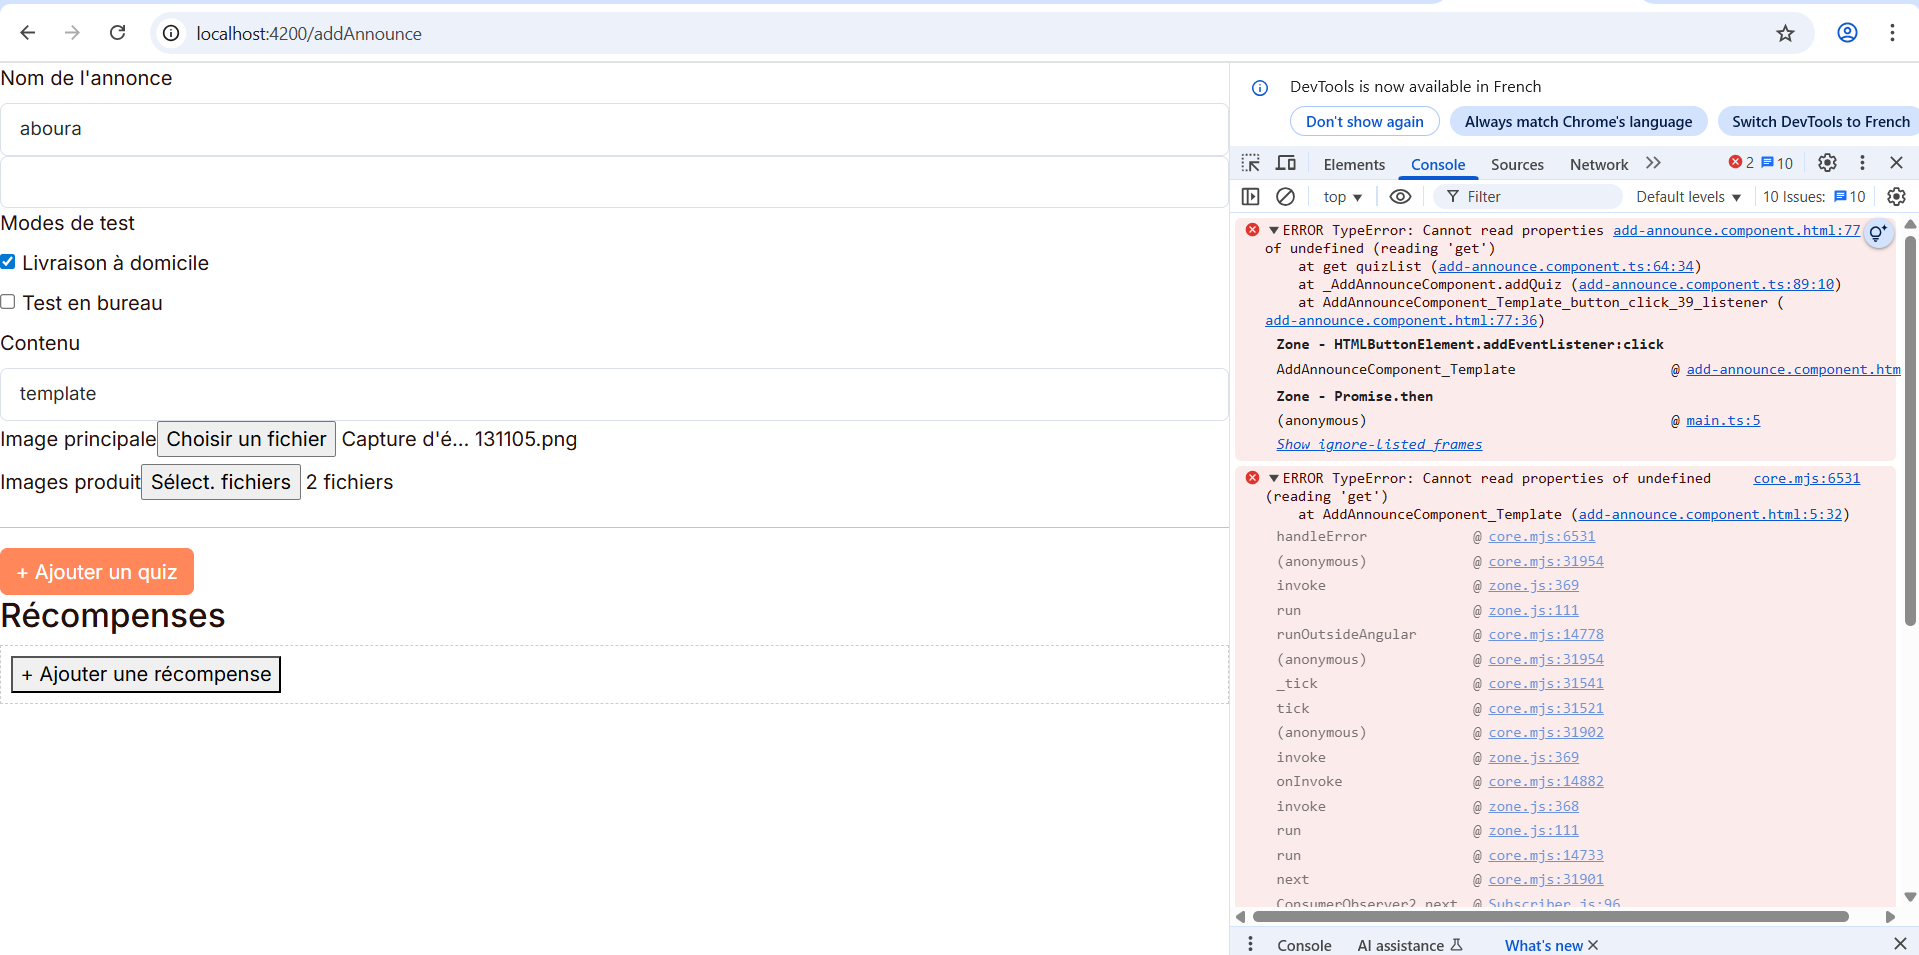 localhost:4200/addAnnounce
Nom de l'annonce
aboura
Modes de test
Livraison à domicile
Test en bureau
Contenu
template
Image principale Choisir un fichier Capture d'é... 131105.png
Images produit Sélect. fichiers 2 fichiers
+ Ajouter un quiz
Récompenses
+ Ajouter une récompense
DevTools is now available in French
Don't show again Always match Chrome's language Switch DevTools to French
Elements Console Sources Network 2 10
top Filter Default levels 10 Issues: 10
ERROR TypeError: Cannot read properties add-announce.component.html:77
of undefined (reading 'get')
at get quizList (add-announce.component.ts:64:34)
at _AddAnnounceComponent.addQuiz (add-announce.component.ts:89:10)
at AddAnnounceComponent_Template_button_click_39_listener (
add-announce.component.html:77:36)
Zone - HTMLButtonElement.addEventListener:click
AddAnnounceComponent_Template @ add-announce.component.htm
Zone - Promise.then
(anonymous) @ main.ts:5
Show ignore-listed frames
ERROR TypeError: Cannot read properties of undefined core.mjs:6531
(reading 'get')
at AddAnnounceComponent_Template (add-announce.component.html:5:32)
handleError @ core.mjs:6531
(anonymous) @ core.mjs:31954
invoke @ zone.js:369
run @ zone.js:111
runOutsideAngular @ core.mjs:14778
(anonymous) @ core.mjs:31954
_tick @ core.mjs:31541
tick @ core.mjs:31521
(anonymous) @ core.mjs:31902
invoke @ zone.js:369
onInvoke @ core.mjs:14882
invoke @ zone.js:368
run @ zone.js:111
run @ core.mjs:14733
next @ core.mjs:31901
ConsumerObserver2.next @ Subscriber.js:96
Console AI assistance What's new